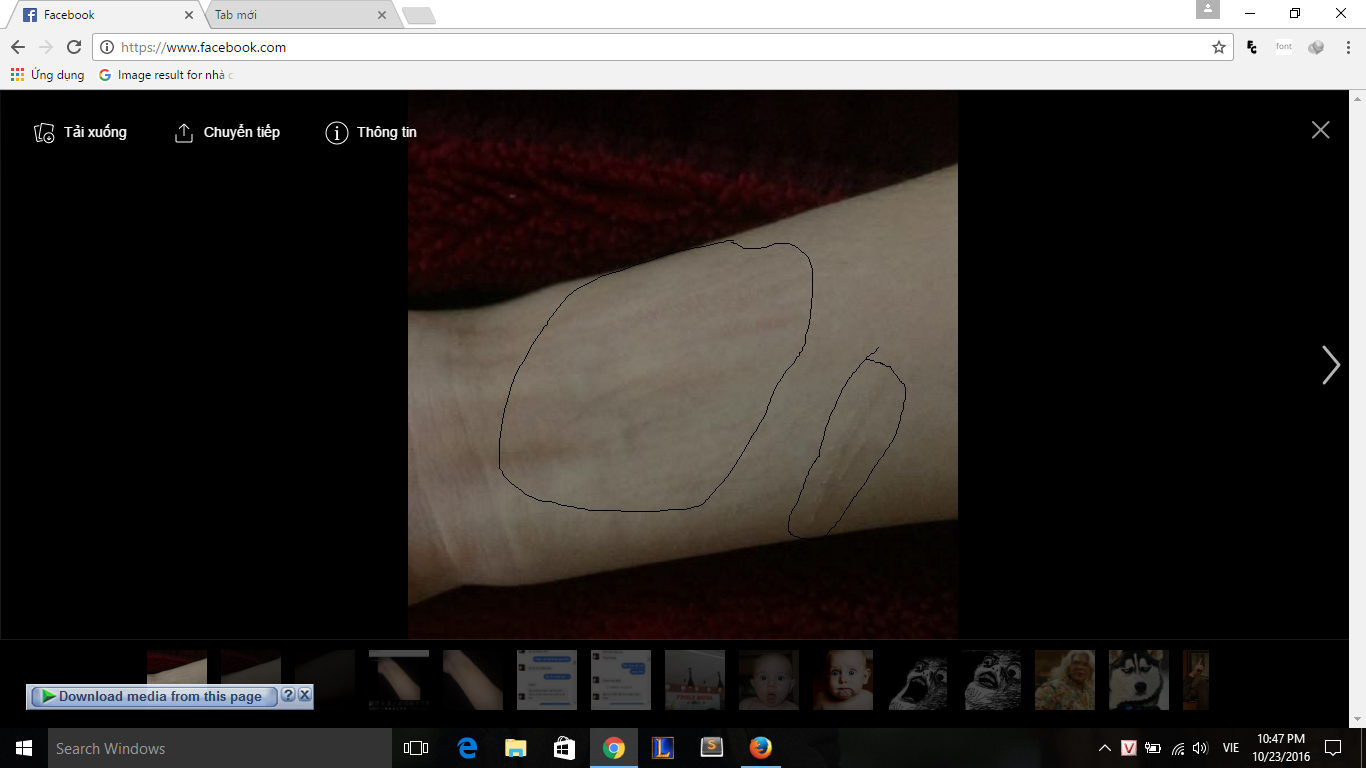 Facebook
Tab mới
https://www.facebook.com
font
Ứng dụng
Image result for nhà
Tải xuống
Chuyển tiếp
Thông tin
Download media from this page
?
Search Windows
VIE
10:47 PM
10/23/2016